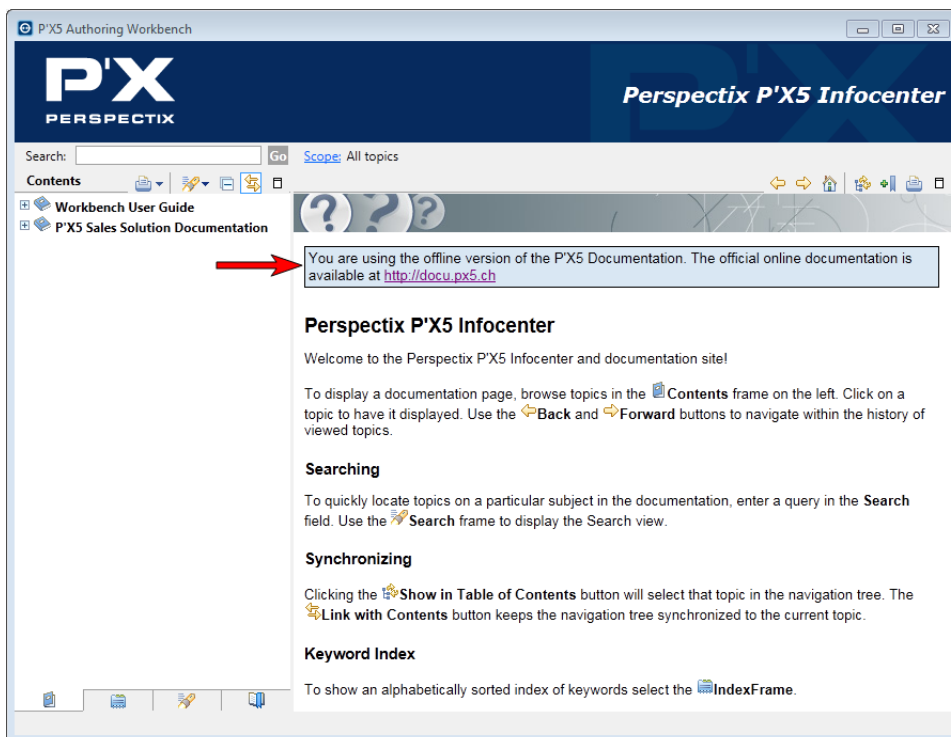 P'X5 Authoring Workbench
P'X
PERSPECTIX
Perspectix P'X5 Infocenter
Search:
Go
Scope: All topics
Contents
Workbench User Guide
P'X5 Sales Solution Documentation
You are using the offline version of the P'X5 Documentation. The official online documentation is
available at http://docu.px5.ch
Perspectix P'X5 Infocenter
Welcome to the Perspectix P'X5 Infocenter and documentation site!
To display a documentation page, browse topics in the Contents frame on the left. Click on a
topic to have it displayed. Use the Back and Forward buttons to navigate within the history of
viewed topics.
Searching
To quickly locate topics on a particular subject in the documentation, enter a query in the Search
field. Use the Search frame to display the Search view.
Synchronizing
Clicking the Show in Table of Contents button will select that topic in the navigation tree. The
Link with Contents button keeps the navigation tree synchronized to the current topic.
Keyword Index
To show an alphabetically sorted index of keywords select the IndexFrame.